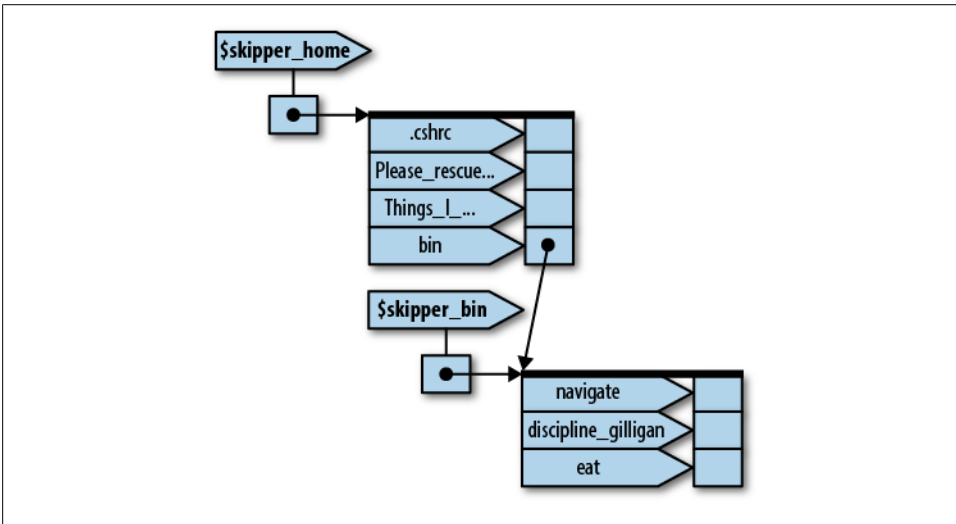 $skipper_home
.cshrc
Please_rescue...
Things_I_...
bin
$skipper_bin
navigate
discipline_gilligan
eat